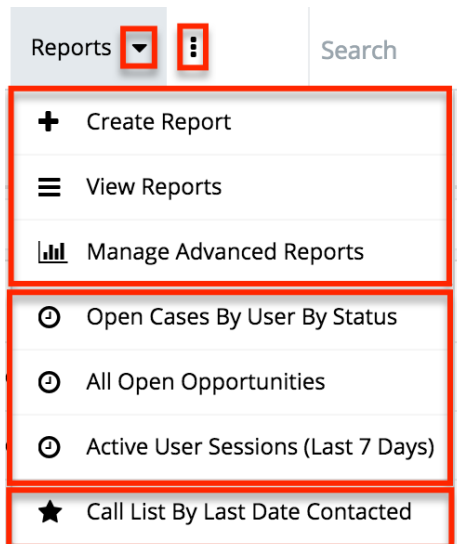 Reports
Search
Create Report
View Reports
Manage Advanced Reports
Open Cases By User By Status
All Open Opportunities
Active User Sessions (Last 7 Days)
Call List By Last Date Contacted